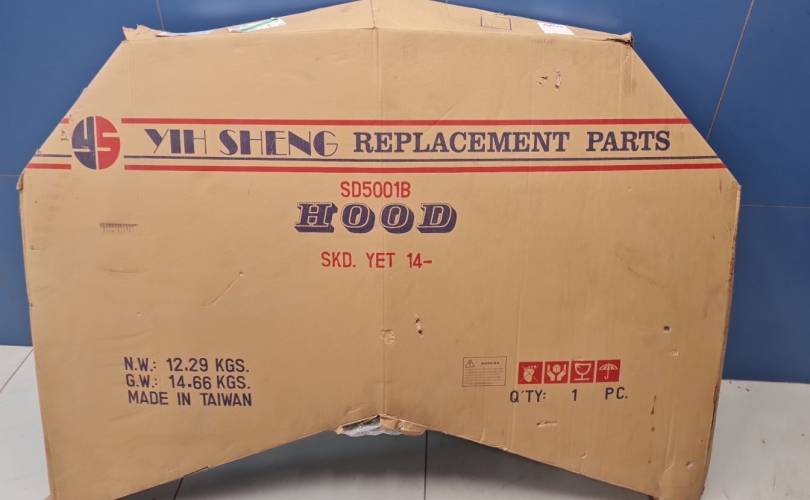 YS YIH SHENG REPLACEMENT PARTS
SD5001B
HOOD
SKD. YET 14-
N.W.: 12.29 KGS.
G.W.: 14.66 KGS.
MADE IN TAIWAN
Q'TY: 1 PC.